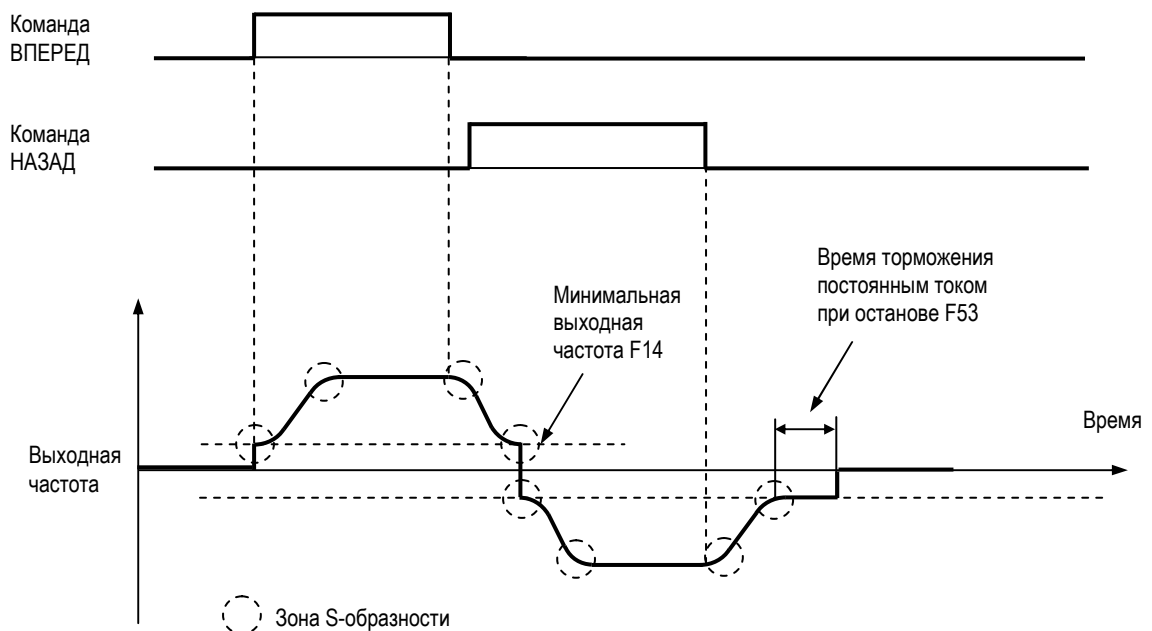 Команда
ВПЕРЕД
Команда
НАЗАД
Время торможения
постоянным током
при останове F53
Минимальная
выходная
частота F14
Время
Выходная
частота
Зона S-образности